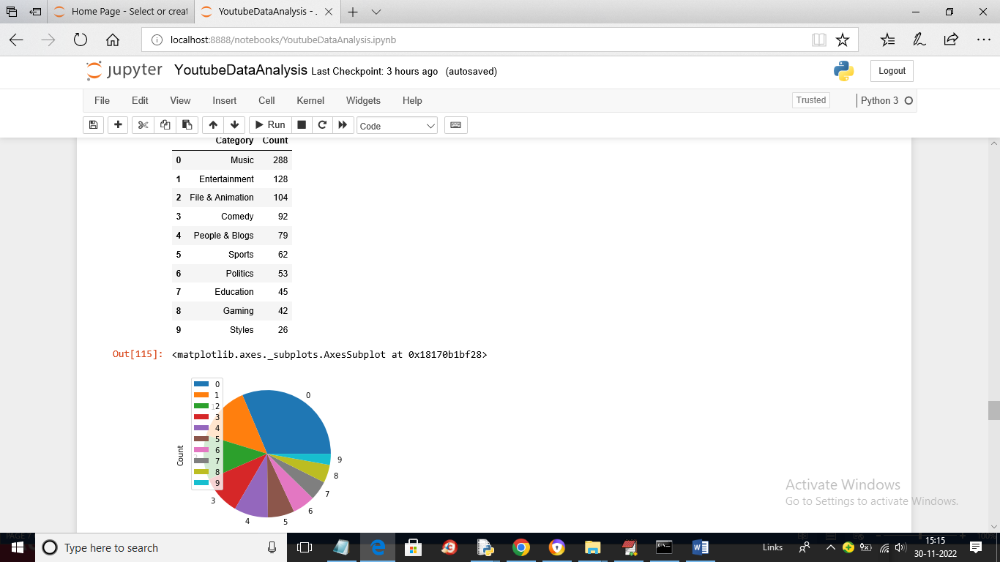 Home Page - Select or creat
YoutubeDataAnalysis - .
localhost:8888/notebooks/YoutubeDataAnalysis.ipynb
jupyter YoutubeDataAnalysis Last Checkpoint: 3 hours ago (autosaved)
Logout
File Edit View Insert Cell Kernel Widgets Help
Trusted
Python 3
Run
Code
Category Count
0 Music 288
1 Entertainment 128
2 File & Animation 104
3 Comedy 92
4 People & Blogs 79
5 Sports 62
6 Politics 53
7 Education 45
8 Gaming 42
9 Styles 26
Out[115]: <matplotlib.axes._subplots.AxesSubplot at 0x18170b1bf28>
0
1
2
3
4
5
6
7
8
9
Count
0
3
4
5
6
7
8
9
Activate Windows
Go to Settings to activate Windows.
Type here to search
Links
15:15
30-11-2022
100%